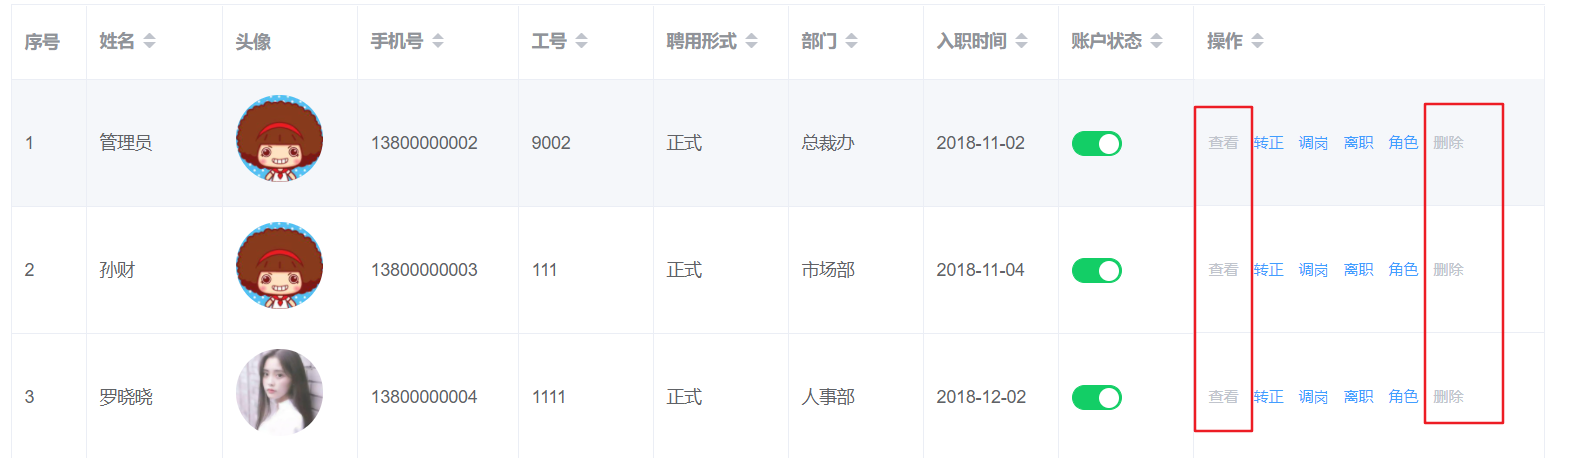 序号 姓名 头像 手机号 工号 聘用形式 部门 入职时间 账户状态 操作
1 管理员 13800000002 9002 正式 总裁办 2018-11-02 查看 转正 调岗 离职 角色 删除
2 孙财 13800000003 111 正式 市场部 2018-11-04 查看 转正 调岗 离职 角色 删除
3 罗晓晓 13800000004 1111 正式 人事部 2018-12-02 查看 转正 调岗 离职 角色 删除